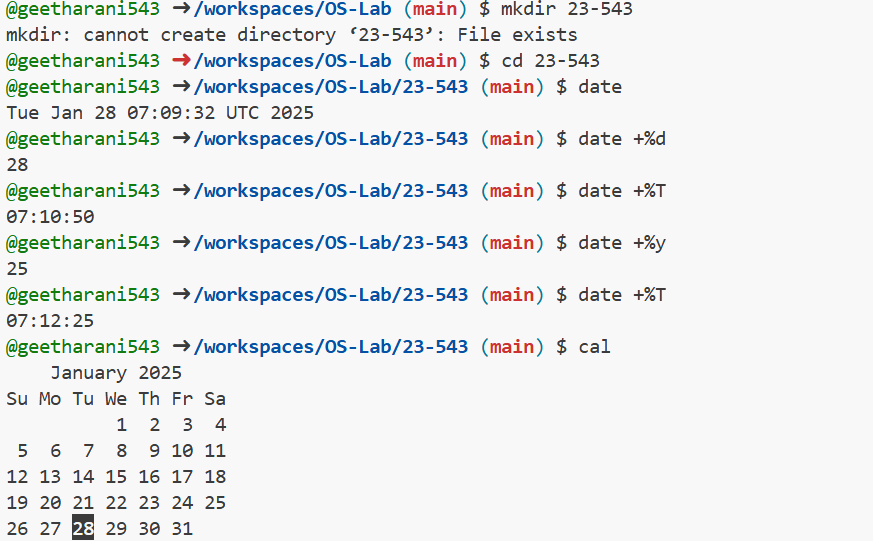 @geetharani543 ➜/workspaces/OS-Lab (main) $ mkdir 23-543
mkdir: cannot create directory ‘23-543’: File exists
@geetharani543 ➜/workspaces/OS-Lab (main) $ cd 23-543
@geetharani543 ➜/workspaces/OS-Lab/23-543 (main) $ date
Tue Jan 28 07:09:32 UTC 2025
@geetharani543 ➜/workspaces/OS-Lab/23-543 (main) $ date +%d
28
@geetharani543 ➜/workspaces/OS-Lab/23-543 (main) $ date +%T
07:10:50
@geetharani543 ➜/workspaces/OS-Lab/23-543 (main) $ date +%y
25
@geetharani543 ➜/workspaces/OS-Lab/23-543 (main) $ date +%T
07:12:25
@geetharani543 ➜/workspaces/OS-Lab/23-543 (main) $ cal
    January 2025
Su Mo Tu We Th Fr Sa
          1  2  3  4
 5  6  7  8  9 10 11
12 13 14 15 16 17 18
19 20 21 22 23 24 25
26 27 28 29 30 31